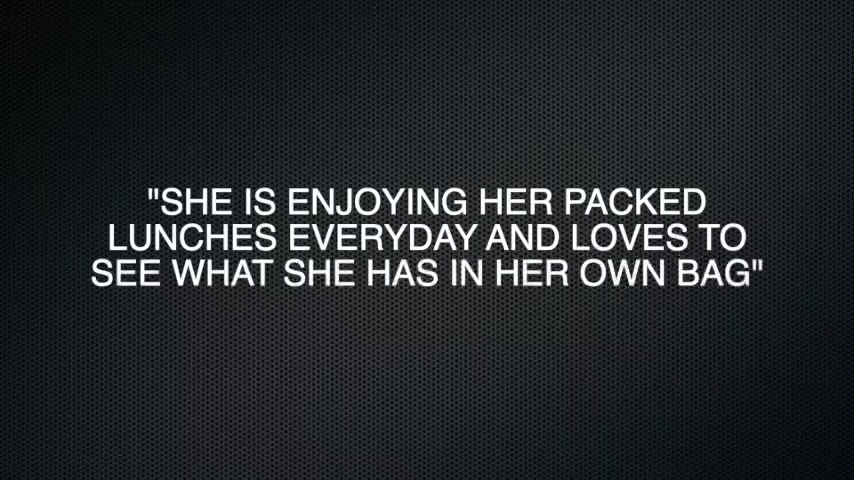 "SHE IS ENJOYING HER PACKED
LUNCHES EVERYDAY AND LOVES TO
SEE WHAT SHE HAS IN HER OWN BAG"